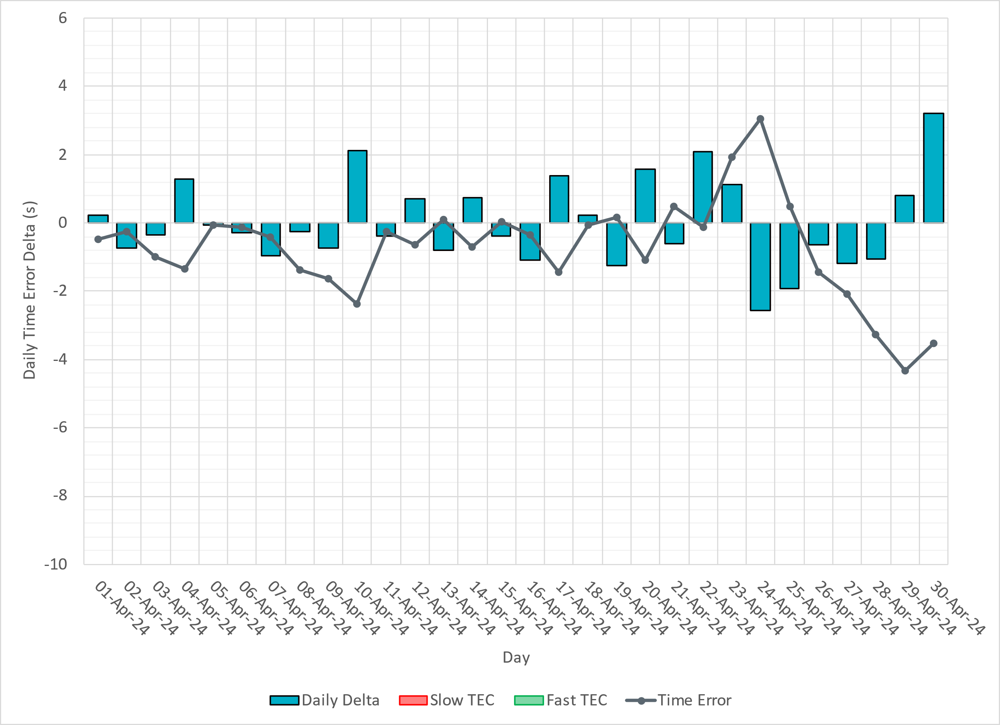 6
4
2
0
-2
-4
-6
-8
-10
Daily Time Error Delta (s)
01-Apr-24
02-Apr-24
03-Apr-24
04-Apr-24
05-Apr-24
06-Apr-24
07-Apr-24
08-Apr-24
09-Apr-24
10-Apr-24
11-Apr-24
12-Apr-24
13-Apr-24
14-Apr-24
15-Apr-24
16-Apr-24
17-Apr-24
18-Apr-24
19-Apr-24
20-Apr-24
21-Apr-24
22-Apr-24
23-Apr-24
24-Apr-24
25-Apr-24
26-Apr-24
27-Apr-24
28-Apr-24
29-Apr-24
30-Apr-24
Day
Daily Delta Slow TEC Fast TEC Time Error